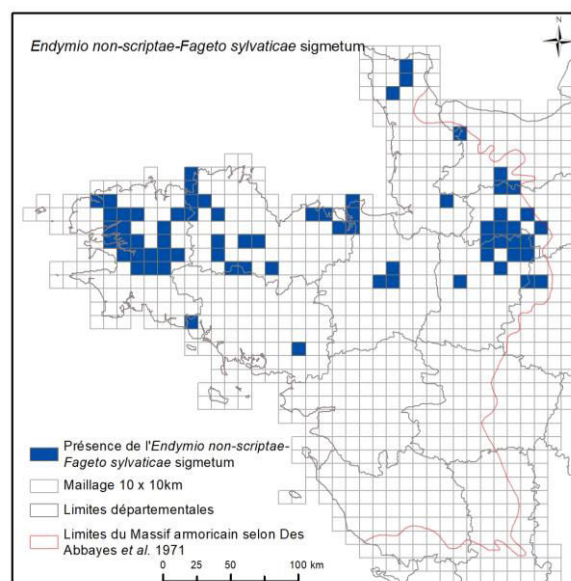 N
Endymio non-scriptae-Fageto sylvaticae sigmetum
Présence de l'Endymio non-scriptae-
Fageto sylvaticae sigmetum
Maillage 10 x 10km
Limites départementales
Limites du Massif armoricain selon Des
Abbayes et al. 1971
0 25 50 100 km